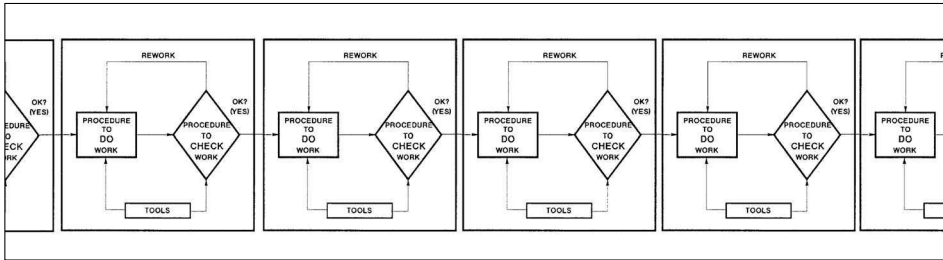 OK?
(YES)
CHECK
REWORK
PROCEDURE
TO
DO
WORK
OK?
(YES)
PROCEDURE
TO
CHECK
WORK
TOOLS
REWORK
PROCEDURE
TO
DO
WORK
OK?
(YES)
PROCEDURE
TO
CHECK
WORK
TOOLS
REWORK
PROCEDURE
TO
DO
WORK
OK?
(YES)
PROCEDURE
TO
CHECK
WORK
TOOLS
REWORK
PROCEDURE
TO
DO
WORK
OK?
(YES)
PROCEDURE
TO
CHECK
WORK
TOOLS
PROCEDURE
TO
DO
WORK